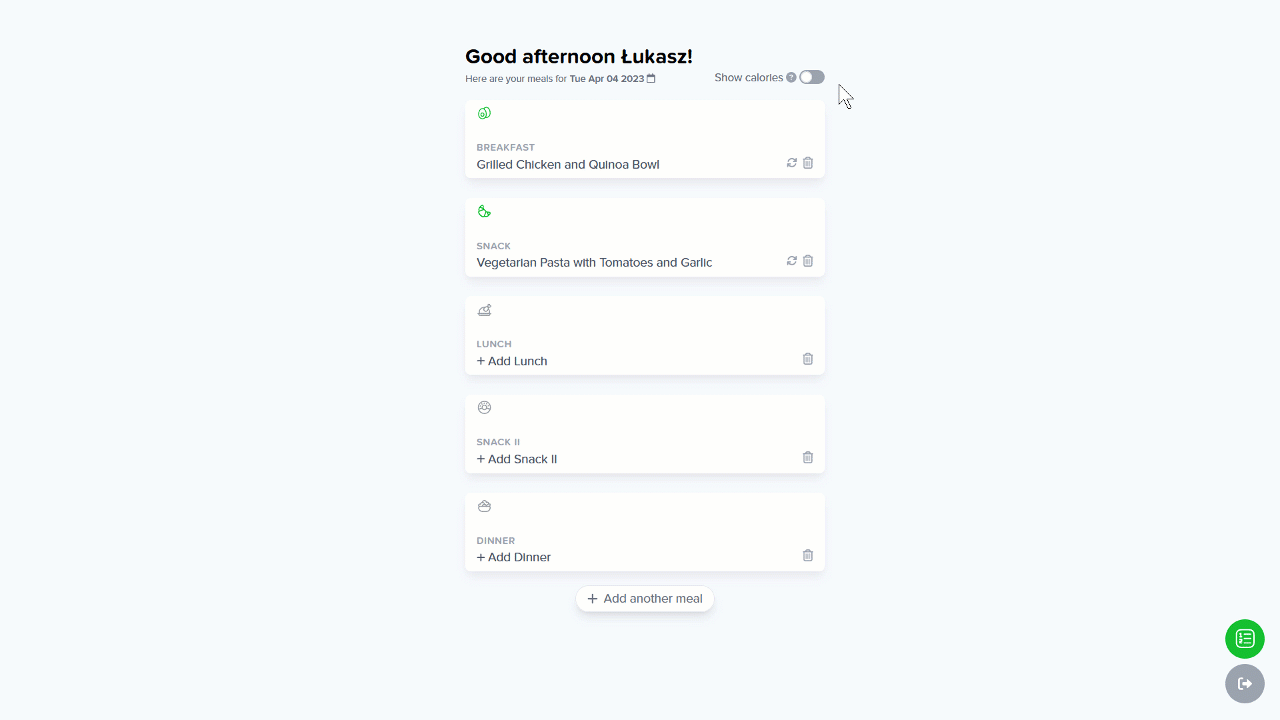 Good afternoon Łukasz!
Here are your meals for Tue Apr 04 2023
Show calories ?
BREAKFAST
Grilled Chicken and Quinoa Bowl
SNACK
Vegetarian Pasta with Tomatoes and Garlic
LUNCH
+ Add Lunch
SNACK II
+ Add Snack II
DINNER
+ Add Dinner
+ Add another meal